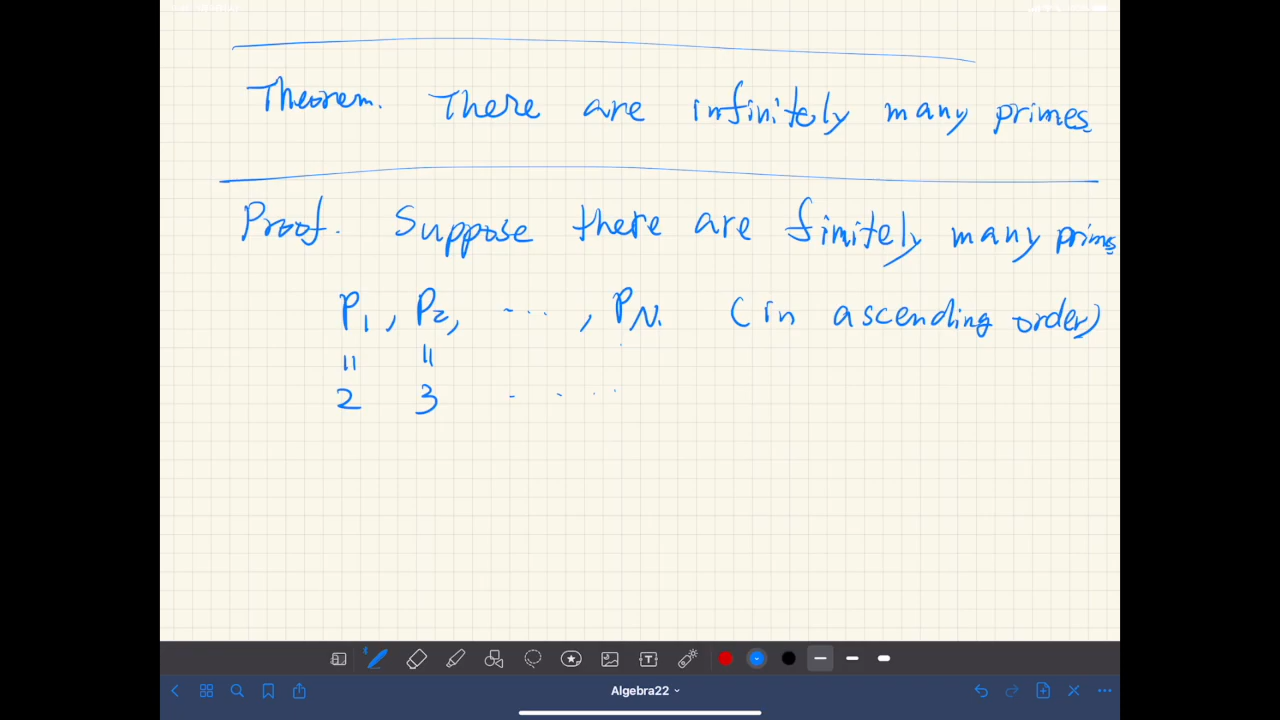 Theorem. There are infinitely many primes
Proof. Suppose there are finitely many primes
P1, P2, ..., PN. (in ascending order)
= =
2 3 ....
Algebra22